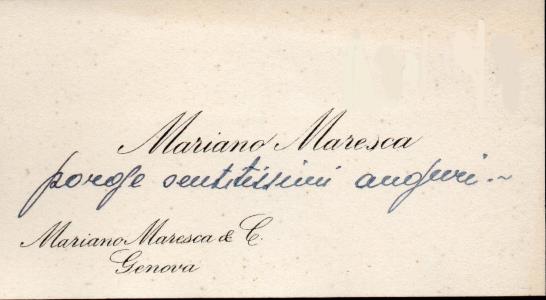 Mariano Maresca
porge sentitissimi auguri.~
Mariano Maresca & C.
Genova